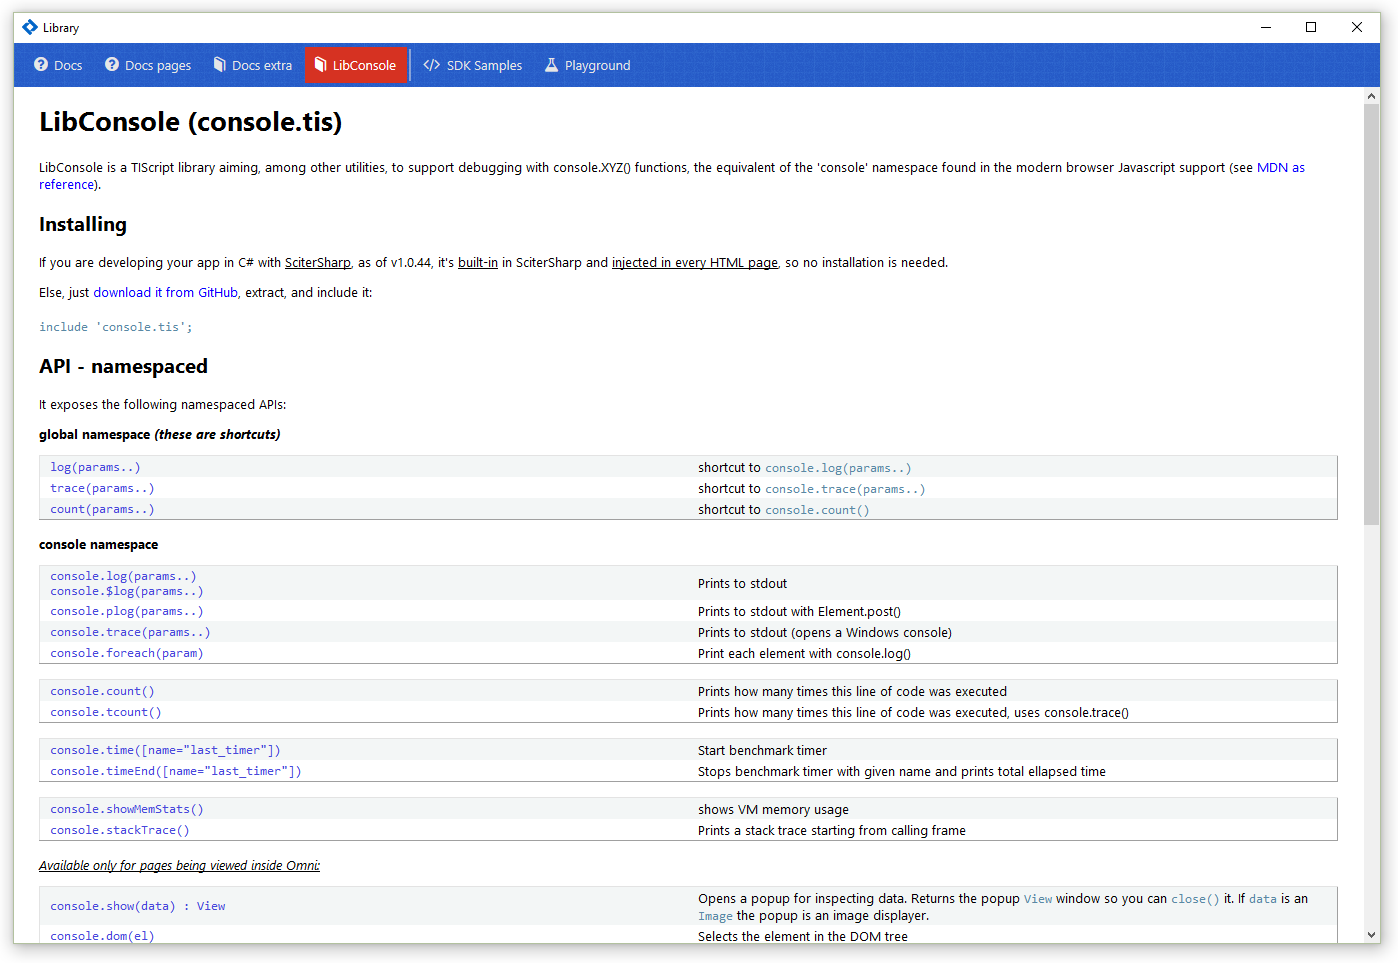 Library
Docs
Docs pages
Docs extra
LibConsole
</> SDK Samples
Playground
LibConsole (console.tis)
LibConsole is a TIScript library aiming, among other utilities, to support debugging with console.XYZ() functions, the equivalent of the 'console' namespace found in the modern browser Javascript support (see MDN as
reference).
Installing
If you are developing your app in C# with SciterSharp, as of v1.0.44, it's built-in in SciterSharp and injected in every HTML page, so no installation is needed.
Else, just download it from GitHub, extract, and include it:
include 'console.tis';
API - namespaced
It exposes the following namespaced APIs:
global namespace (these are shortcuts)
log(params..) shortcut to console.log(params..)
trace(params..) shortcut to console.trace(params..)
count(params..) shortcut to console.count()
console namespace
console.log(params..)
console.$log(params..) Prints to stdout
console.plog(params..) Prints to stdout with Element.post()
console.trace(params..) Prints to stdout (opens a Windows console)
console.foreach(param) Print each element with console.log()
console.count() Prints how many times this line of code was executed
console.tcount() Prints how many times this line of code was executed, uses console.trace()
console.time([name="last_timer"]) Start benchmark timer
console.timeEnd([name="last_timer"]) Stops benchmark timer with given name and prints total ellapsed time
console.showMemStats() shows VM memory usage
console.stackTrace() Prints a stack trace starting from calling frame
Available only for pages being viewed inside Omni:
console.show(data) : View Opens a popup for inspecting data. Returns the popup View window so you can close() it. If data is an
Image the popup is an image displayer.
console.dom(el) Selects the element in the DOM tree